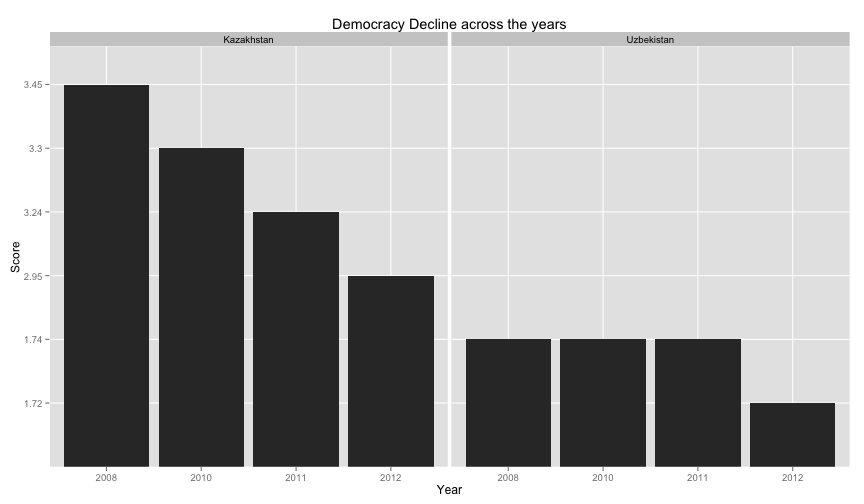 Democracy Decline across the years
Kazakhstan Uzbekistan
3.45
3.3
3.24
2.95
1.74
1.72
Score
2008 2010 2011 2012 2008 2010 2011 2012
Year